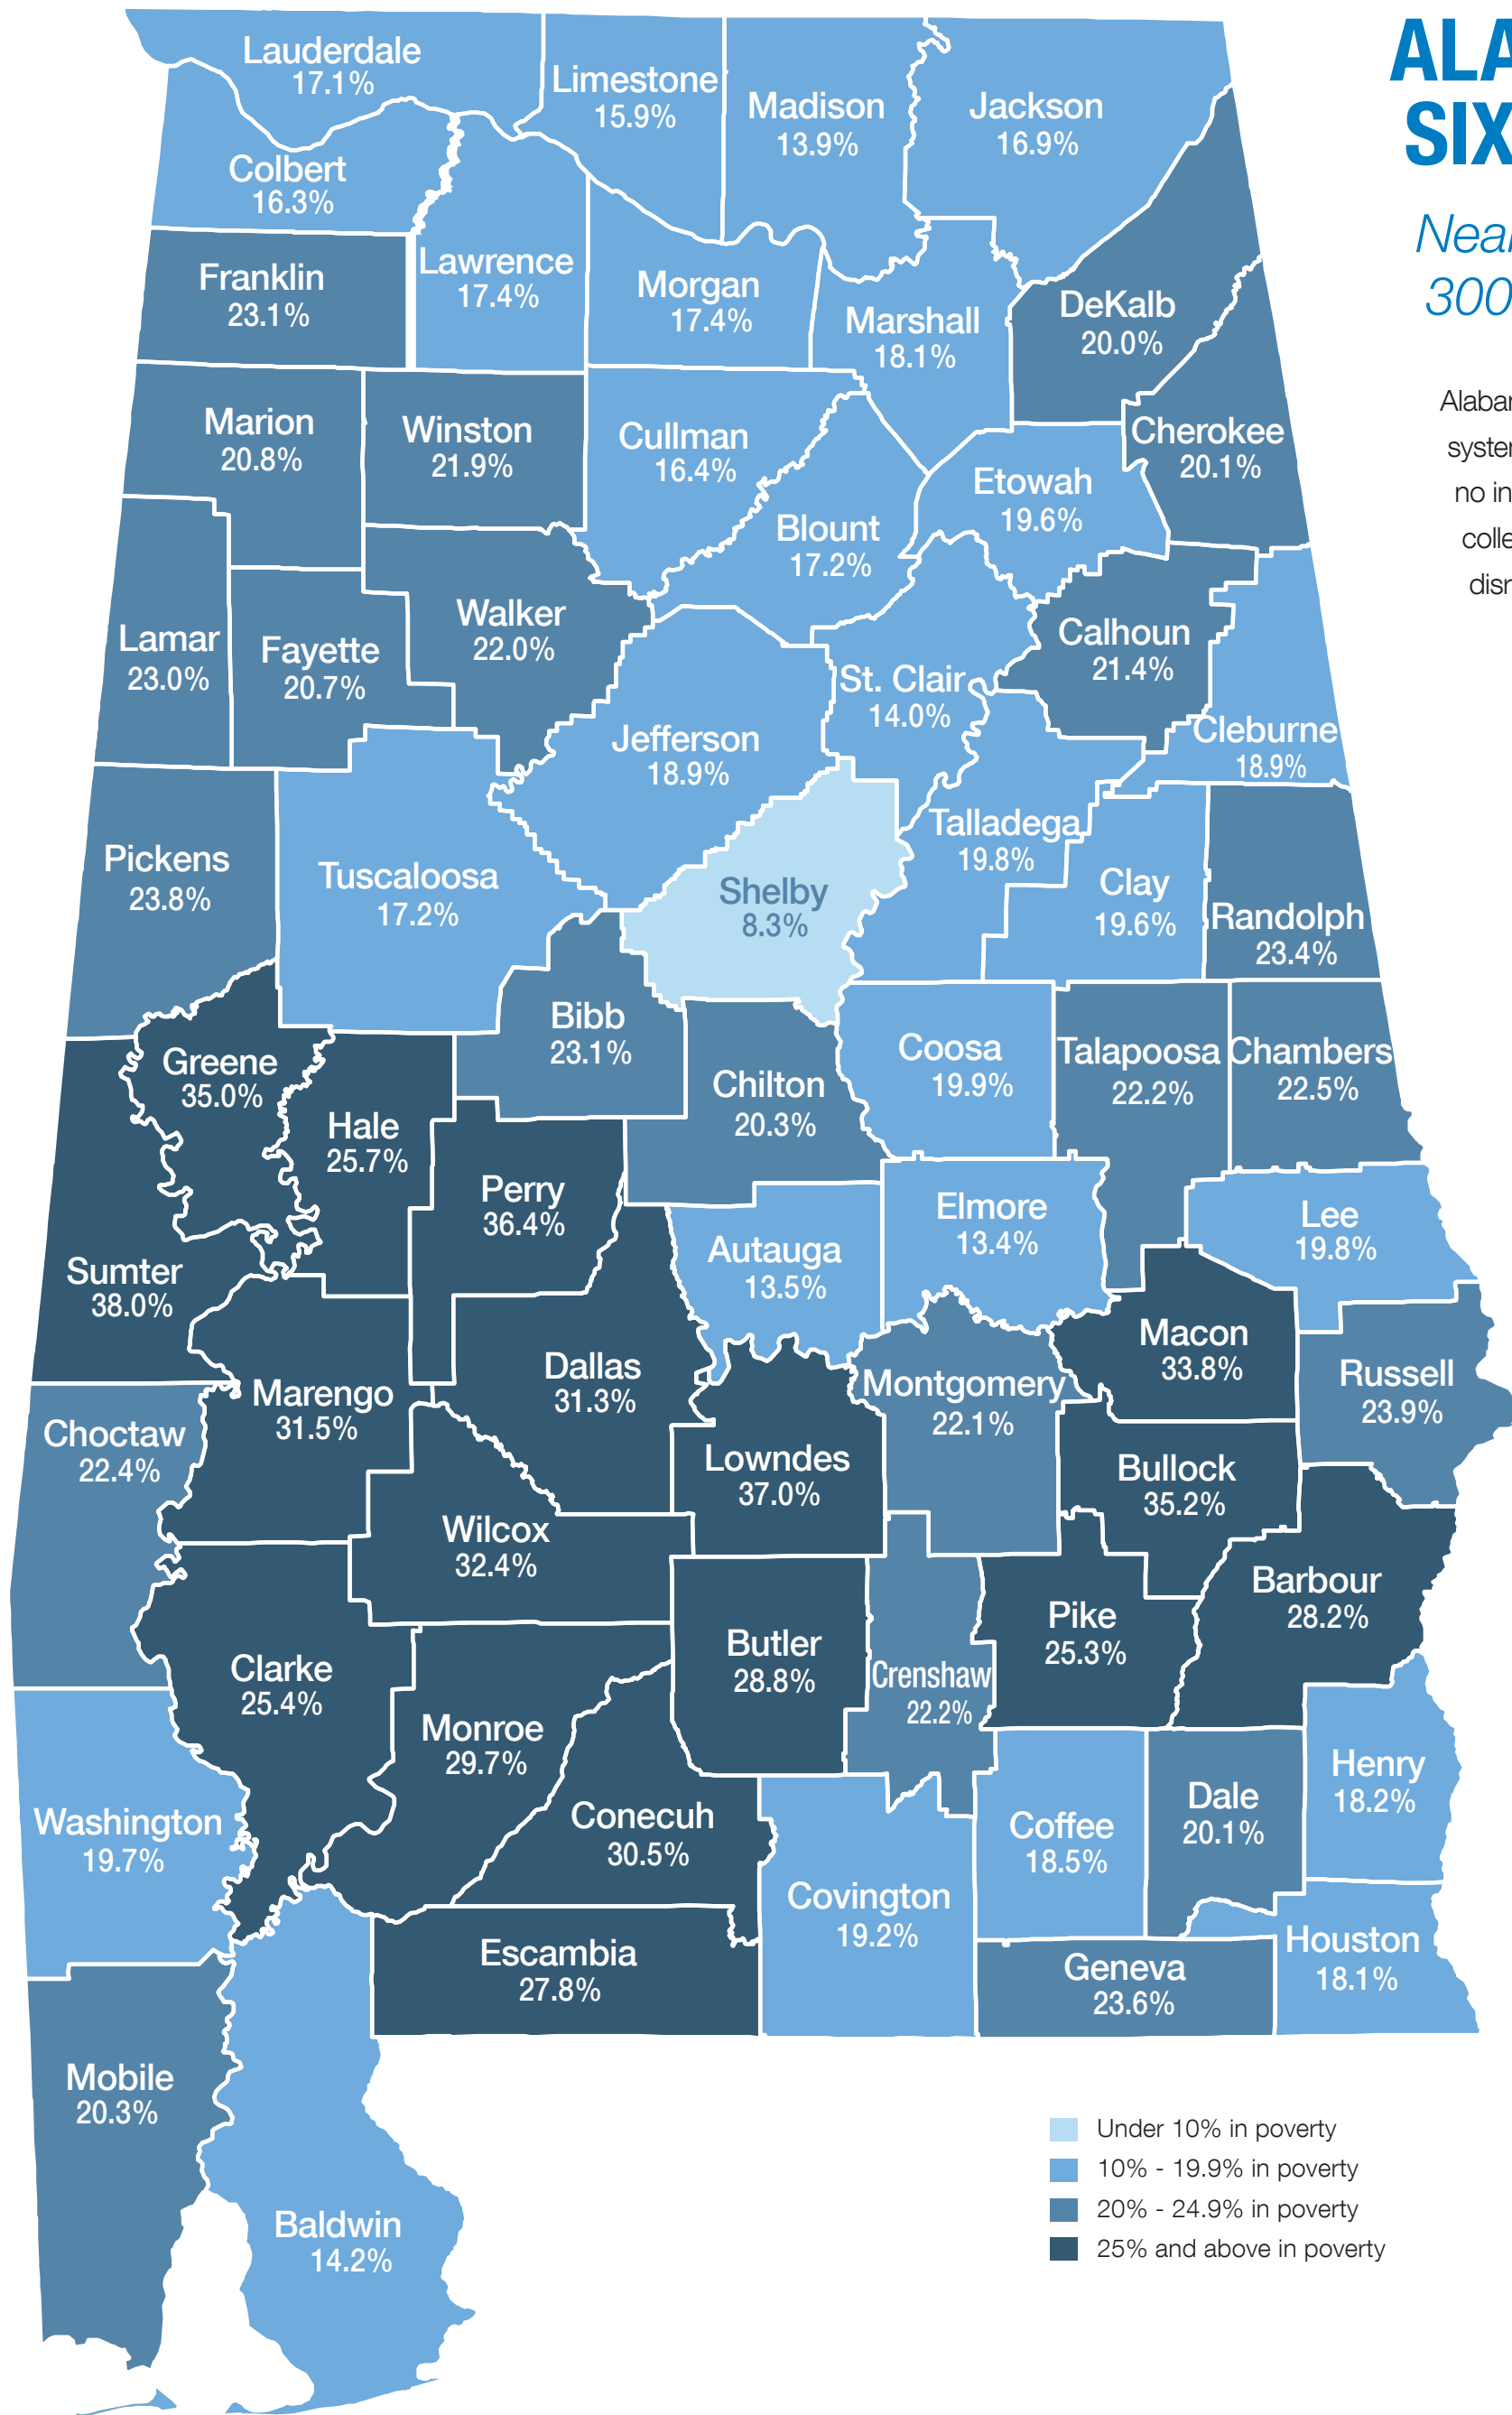 Lauderdale
17.1%
Limestone
15.9%
Madison
13.9%
Jackson
16.9%
ALA
SIX
Colbert
16.3%
Near
300
Franklin
23.1%
Lawrence
17.4%
Morgan
17.4%
Marshall
18.1%
DeKalb
20.0%
Alabam
system
no in
colle
disr
Marion
20.8%
Winston
21.9%
Cullman
16.4%
Cherokee
20.1%
Etowah
19.6%
Blount
17.2%
Lamar
23.0%
Fayette
20.7%
Walker
22.0%
Calhoun
21.4%
St. Clair
14.0%
Jefferson
18.9%
Cleburne
18.9%
Pickens
23.8%
Tuscaloosa
17.2%
Shelby
8.3%
Talladega
19.8%
Clay
19.6%
Randolph
23.4%
Greene
35.0%
Hale
25.7%
Bibb
23.1%
Chilton
20.3%
Coosa
19.9%
Talapoosa
22.2%
Chambers
22.5%
Perry
36.4%
Sumter
38.0%
Autauga
13.5%
Elmore
13.4%
Lee
19.8%
Macon
33.8%
Russell
23.9%
Choctaw
22.4%
Marengo
31.5%
Dallas
31.3%
Montgomery
22.1%
Lowndes
37.0%
Bullock
35.2%
Wilcox
32.4%
Barbour
28.2%
Clarke
25.4%
Butler
28.8%
Crenshaw
22.2%
Pike
25.3%
Monroe
29.7%
Henry
18.2%
Washington
19.7%
Conecuh
30.5%
Coffee
18.5%
Dale
20.1%
Covington
19.2%
Escambia
27.8%
Geneva
23.6%
Houston
18.1%
Mobile
20.3%
Baldwin
14.2%
Under 10% in poverty
10% - 19.9% in poverty
20% - 24.9% in poverty
25% and above in poverty